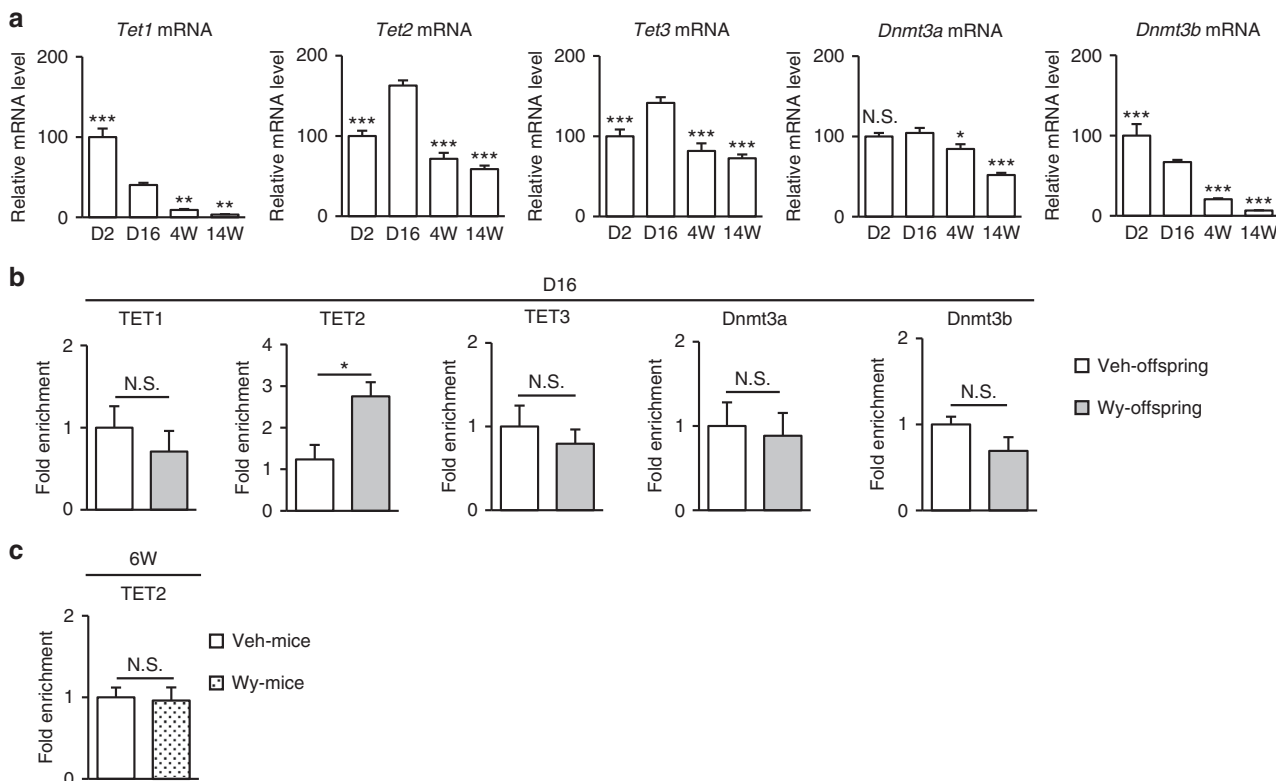 a
Tet1 mRNA
Relative mRNA level
200
100
0
***
**
**
D2 D16 4W 14W
Tet2 mRNA
Relative mRNA level
200
100
0
***
***
***
D2 D16 4W 14W
Tet3 mRNA
Relative mRNA level
200
100
0
***
***
***
D2 D16 4W 14W
Dnmt3a mRNA
Relative mRNA level
200
100
0
N.S.
*
***
D2 D16 4W 14W
Dnmt3b mRNA
Relative mRNA level
200
100
0
***
***
***
D2 D16 4W 14W
b
D16
TET1
Fold enrichment
2
1
0
N.S.
TET2
Fold enrichment
4
3
2
1
0
*
TET3
Fold enrichment
2
1
0
N.S.
Dnmt3a
Fold enrichment
2
1
0
N.S.
Dnmt3b
Fold enrichment
2
1
0
N.S.
Veh-offspring
Wy-offspring
c
6W
TET2
Fold enrichment
2
1
0
N.S.
Veh-mice
Wy-mice